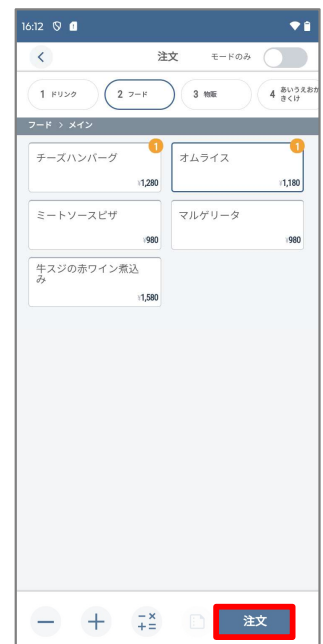 16:12
注文 モードのみ
1 ドリンク 2 フード 3 物販 4 あいうえおか
きくけ
フード > メイン
チーズハンバーグ 1
¥1,280
オムライス 1
¥1,180
ミートソースピザ
¥980
マルゲリータ
¥980
牛スジの赤ワイン煮込
み
¥1,580
注文